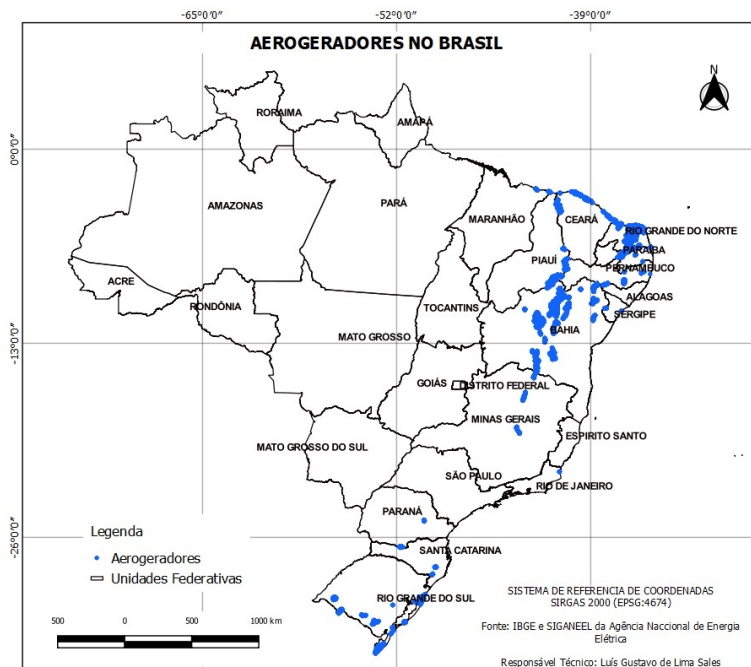 -65°0'0" -52°0'0" -39°0'0"
AEROGERADORES NO BRASIL
N
RORAIMA
AMAPÁ
0°0'0"
AMAZONAS
PARÁ
MARANHÃO
CEARÁ
RIO GRANDE DO NORTE
PARAÍBA
PIAUÍ
PERNAMBUCO
ACRE
ALAGOAS
RONDÔNIA
TOCANTINS
SERGIPE
BAHIA
MATO GROSSO
-13°0'0"
GOIÁS
DISTRITO FEDERAL
MINAS GERAIS
ESPIRITO SANTO
MATO GROSSO DO SUL
SÃO PAULO
RIO DE JANEIRO
PARANÁ
-26°0'0"
SANTA CATARINA
RIO GRANDE DO SUL
Legenda
Aerogeradores
Unidades Federativas
500 0 500 1000 km
SISTEMA DE REFERENCIA DE COORDENADAS
SIRGAS 2000 (EPSG:4674)
Fonte: IBGE e SIGANEEL da Agência Naccional de Energia
Elétrica
Responsável Técnico: Luís Gustavo de Lima Sales